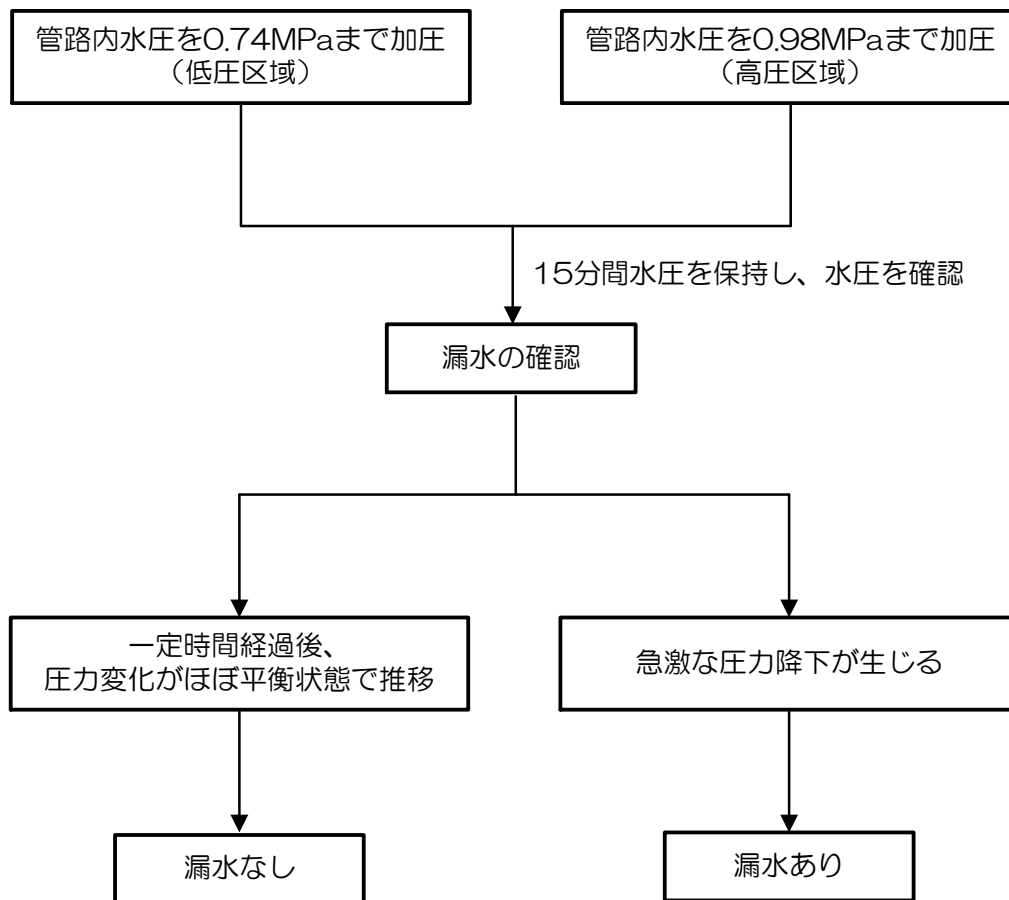 管路内水圧を0.74MPaまで加圧
（低圧区域）
管路内水圧を0.98MPaまで加圧
（高圧区域）
15分間水圧を保持し、水圧を確認
漏水の確認
一定時間経過後、
圧力変化がほぼ平衡状態で推移
急激な圧力降下が生じる
漏水なし
漏水あり